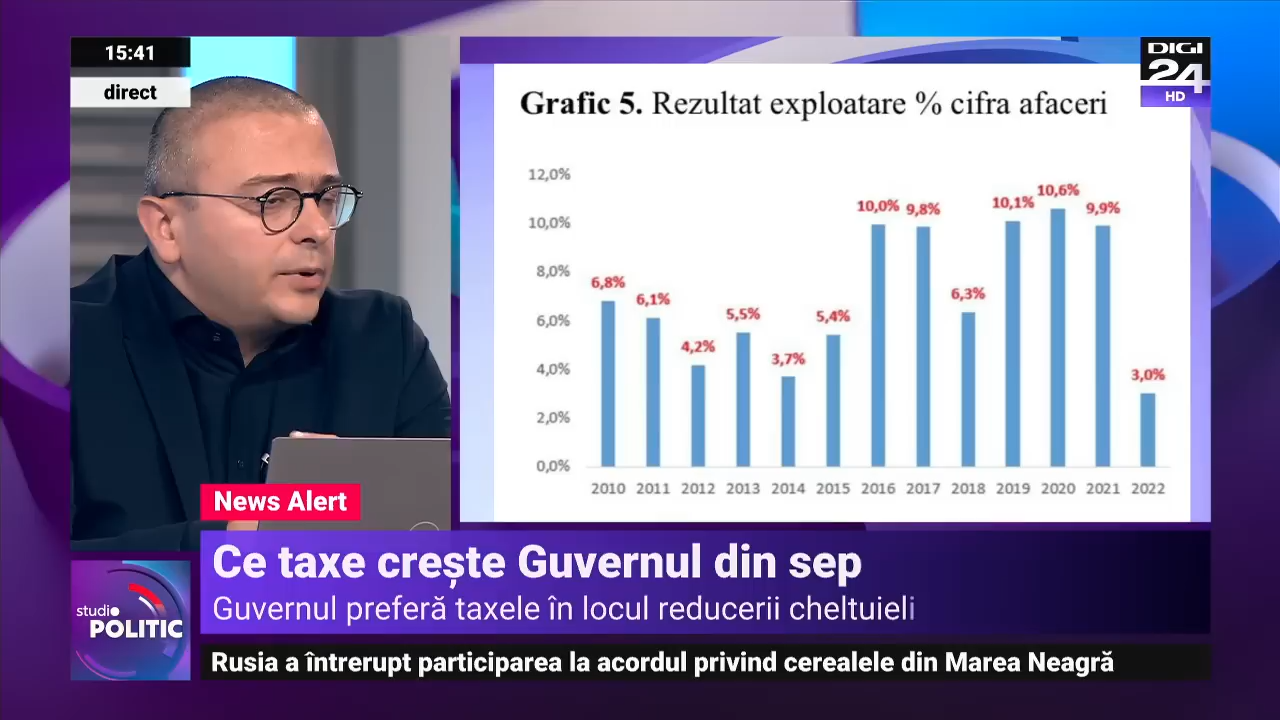 15:41
direct
DIGI
24
HD
Grafic 5. Rezultat exploatare % cifra afaceri
12,0%
10,0%
8,0%
6,0%
4,0%
2,0%
0,0%
6,8%
6,1%
4,2%
5,5%
3,7%
5,4%
10,0%
9,8%
6,3%
10,1%
10,6%
9,9%
3,0%
2010 2011 2012 2013 2014 2015 2016 2017 2018 2019 2020 2021 2022
News Alert
Ce taxe crește Guvernul din sep
Guvernul preferă taxele în locul reducerii cheltuieli
studio
POLITIC
Rusia a întrerupt participarea la acordul privind cerealele din Marea Neagră